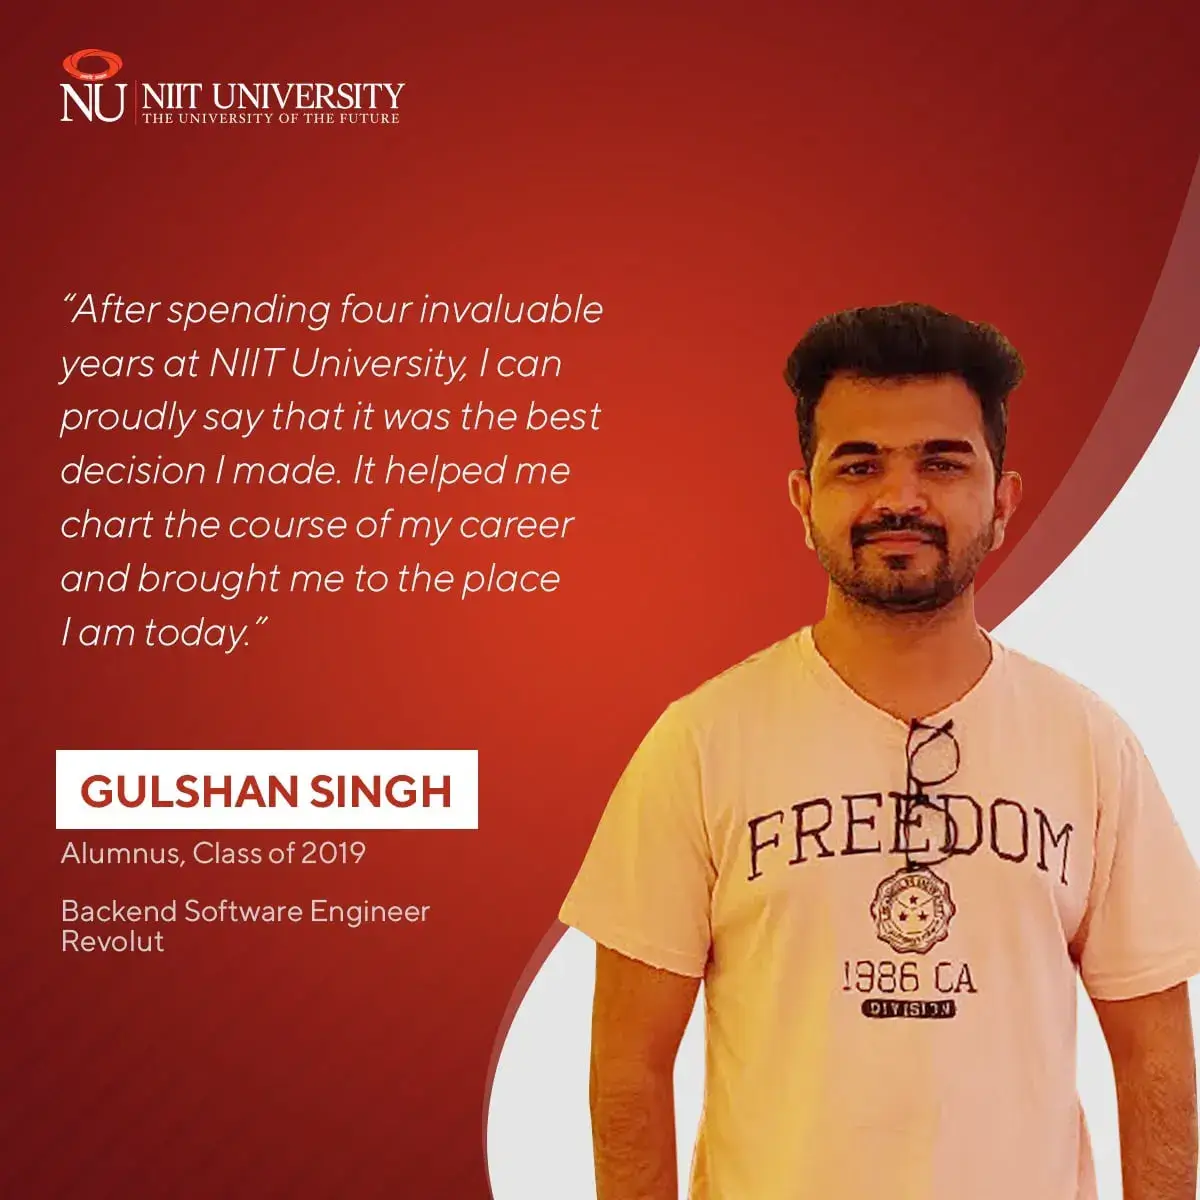 NU
NIIT UNIVERSITY
THE UNIVERSITY OF THE FUTURE
“After spending four invaluable
years at NIIT University, I can
proudly say that it was the best
decision I made. It helped me
chart the course of my career
and brought me to the place
I am today.”
GULSHAN SINGH
Alumnus, Class of 2019
Backend Software Engineer
Revolut
FREEDOM
1986 CA
DIVISION